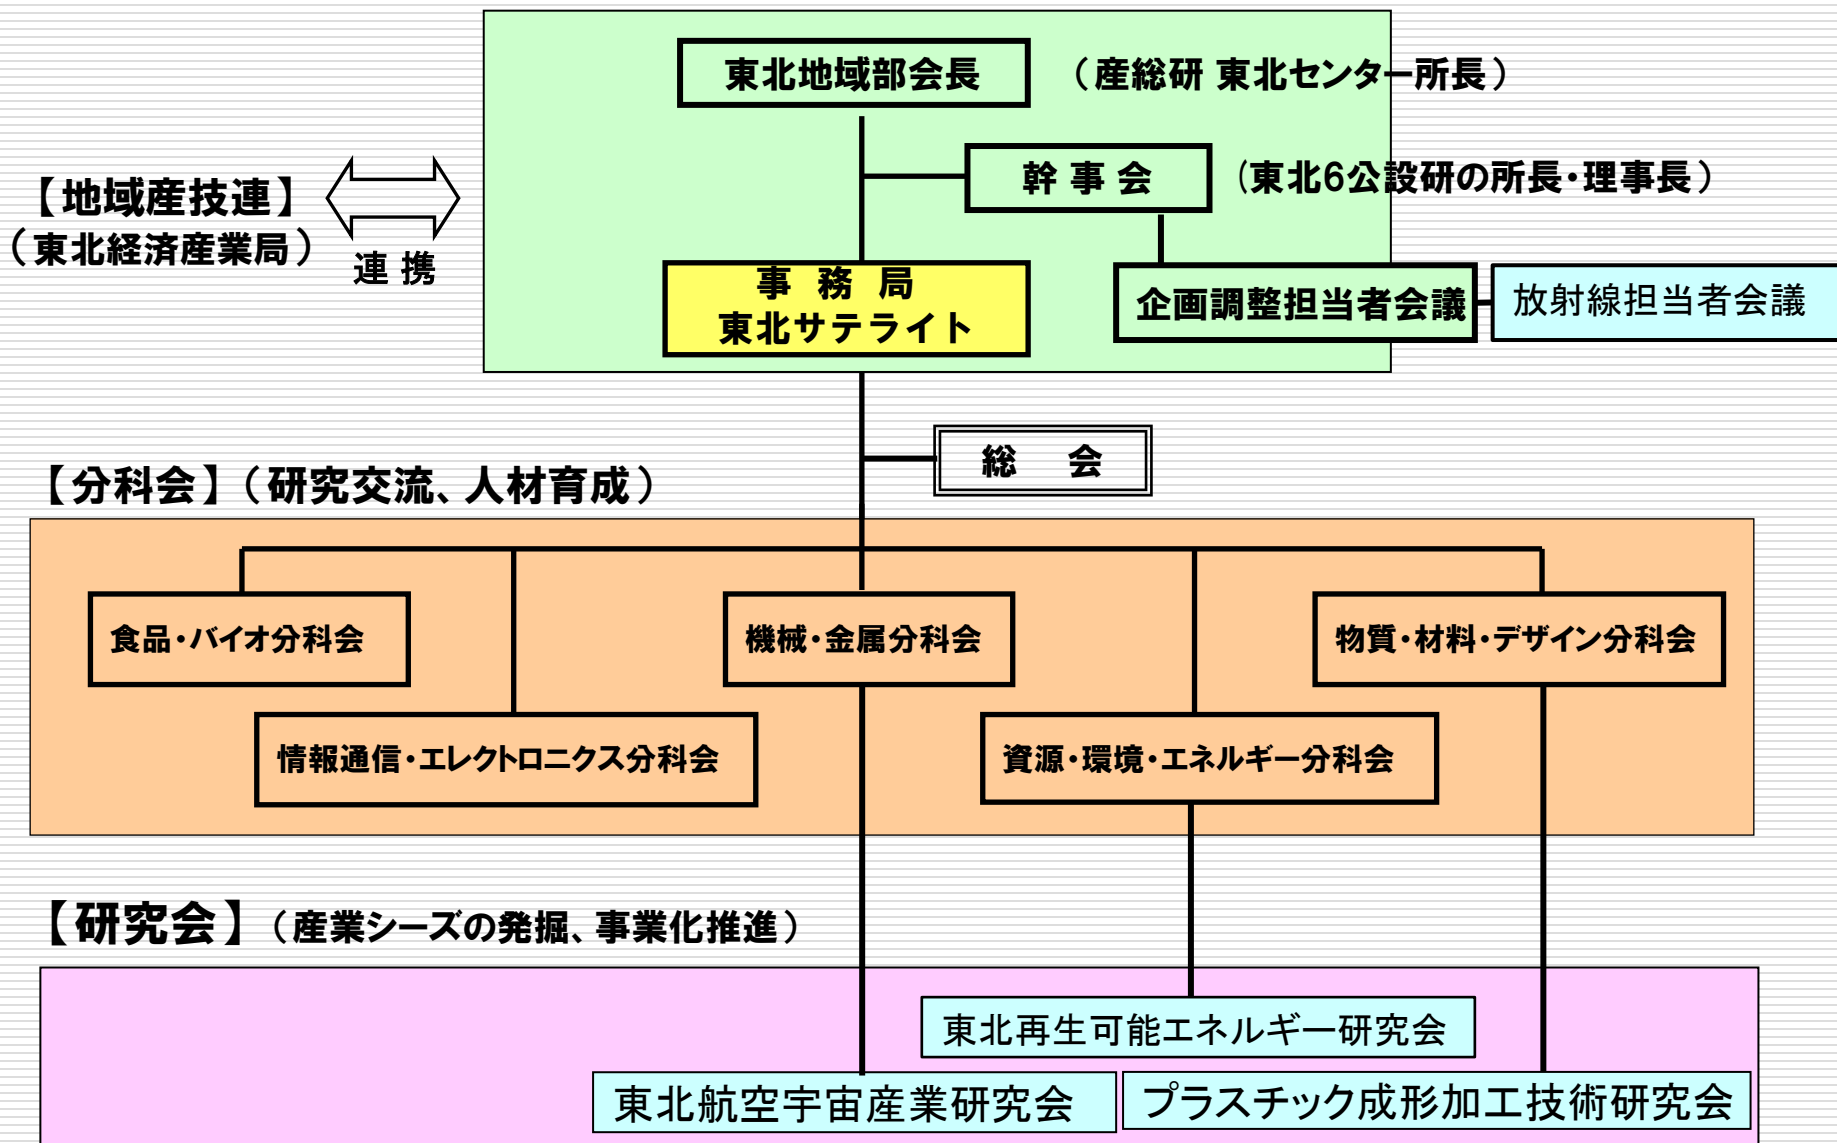 東北地域部会長 （産総研 東北センター所長）
幹事会 （東北6公設研の所長・理事長）
【地域産技連】
（東北経済産業局）
連携
事務局
東北サテライト
企画調整担当者会議
放射線担当者会議
総会
【分科会】（研究交流、人材育成）
食品・バイオ分科会
機械・金属分科会
物質・材料・デザイン分科会
情報通信・エレクトロニクス分科会
資源・環境・エネルギー分科会
【研究会】（産業シーズの発掘、事業化推進）
東北再生可能エネルギー研究会
東北航空宇宙産業研究会
プラスチック成形加工技術研究会